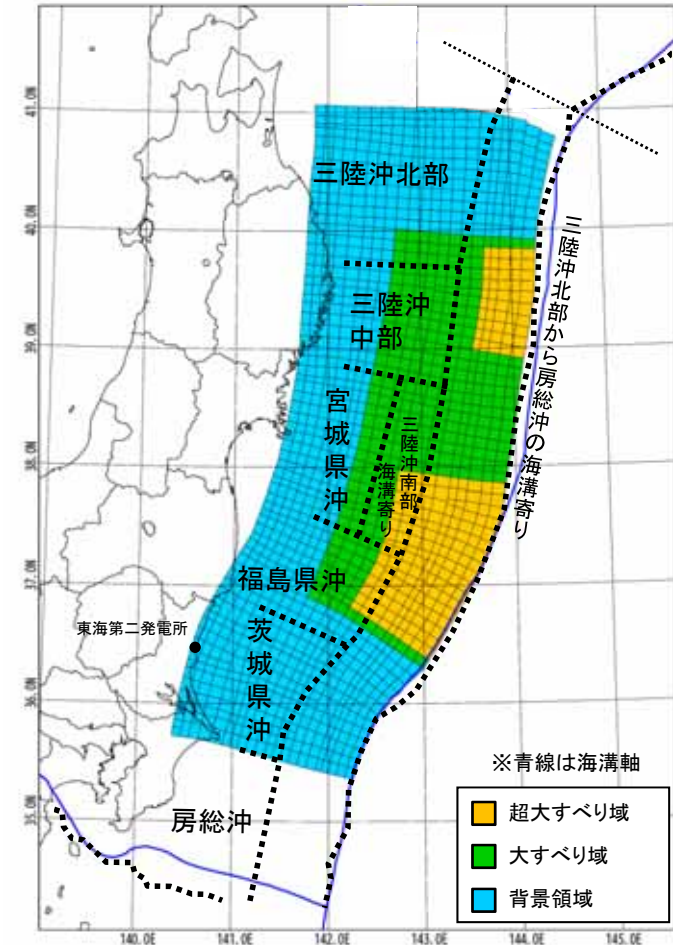 41.0N
三陸沖北部
40.0N
三陸沖
中部
39.0N
三陸沖北部から房総沖の海溝寄り
宮城県沖
三陸沖南部
海溝寄り
38.0N
37.0N
福島県沖
東海第二発電所
茨城県沖
36.0N
※青線は海溝軸
超大すべり域
大すべり域
背景領域
房総沖
35.0N
140.0E
141.0E
142.0E
143.0E
144.0E
145.0E